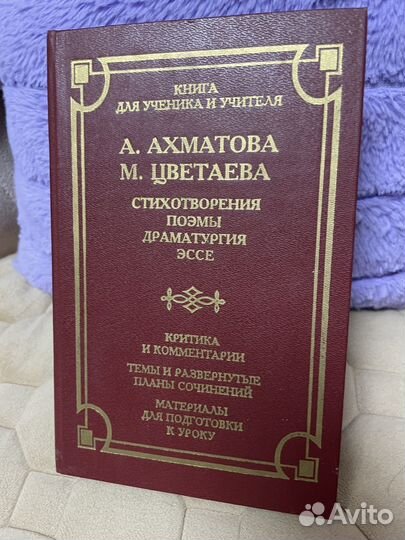 КНИГА
ДЛЯ УЧЕНИКА И УЧИТЕЛЯ
А. АХМАТОВА
М. ЦВЕТАЕВА
СТИХОТВОРЕНИЯ
ПОЭМЫ
ДРАМАТУРГИЯ
ЭССЕ
КРИТИКА
И КОММЕНТАРИИ
ТЕМЫ И РАЗВЕРНУТЫЕ
ПЛАНЫ СОЧИНЕНИЙ
МАТЕРИАЛЫ
ДЛЯ ПОДГОТОВКИ
К УРОКУ
Avito